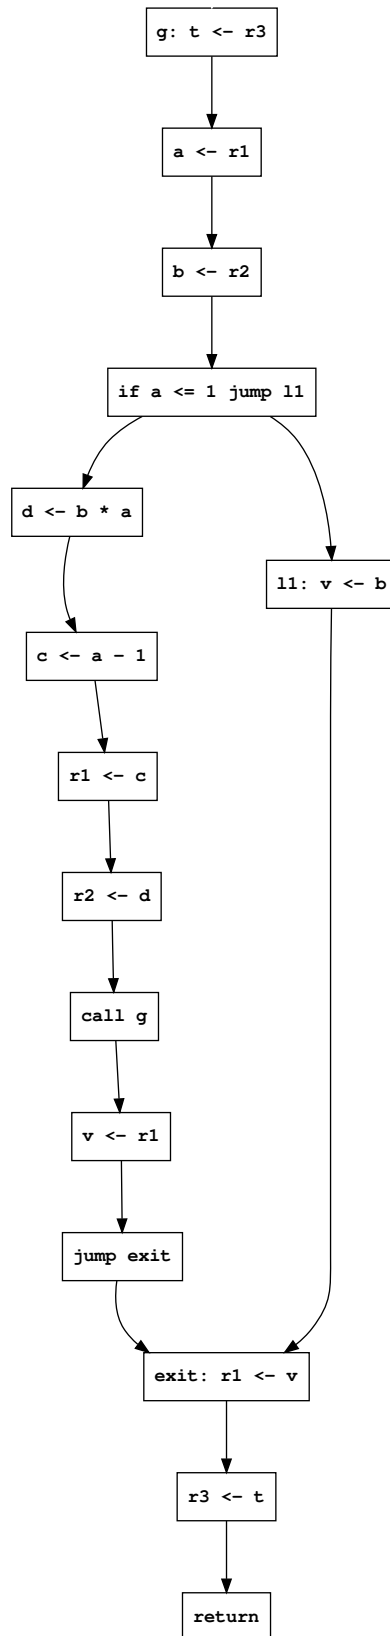 g: t <- r3
a <- r1
b <- r2
if a <= 1 jump l1
d <- b * a
l1: v <- b
c <- a - 1
r1 <- c
r2 <- d
call g
v <- r1
jump exit
exit: r1 <- v
r3 <- t
return